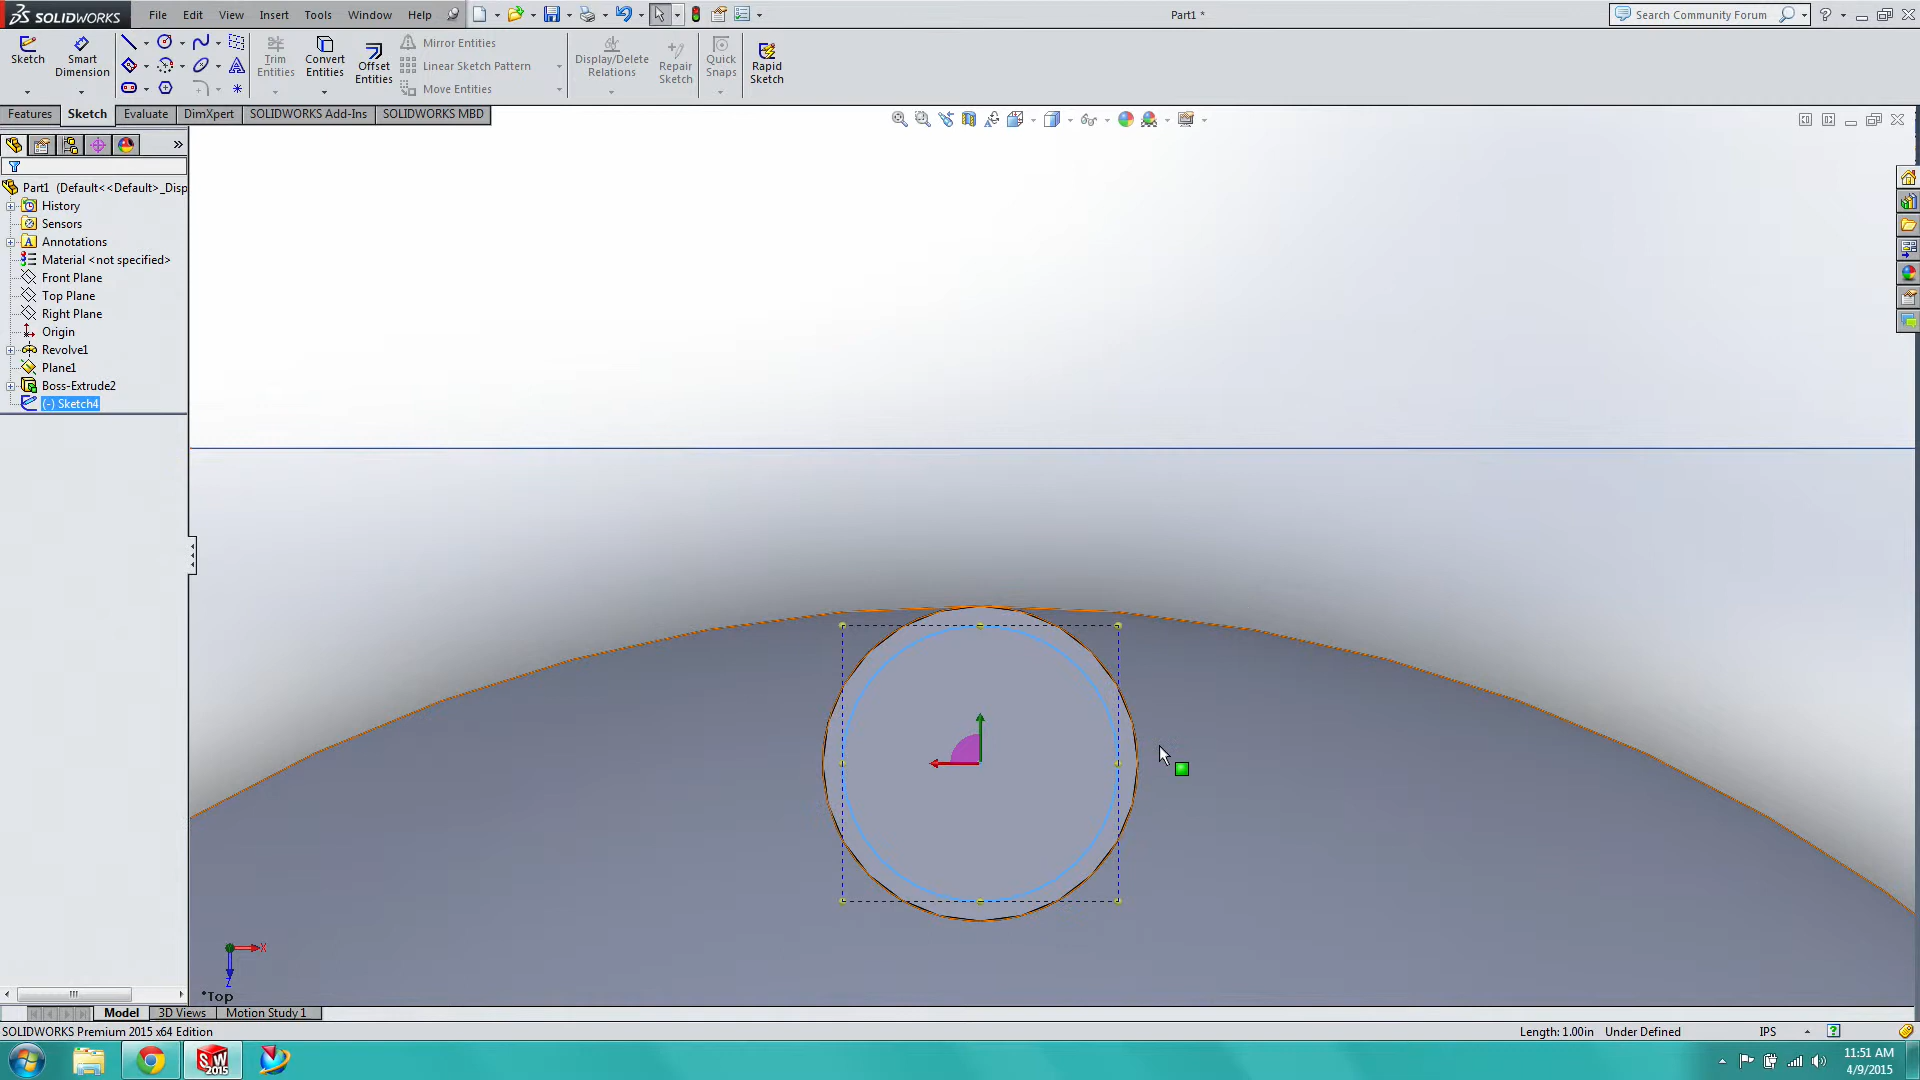 SOLIDWORKS File Edit View Insert Tools Window Help Part1 * Search Community Forum
Sketch Smart Dimension Trim Entities Convert Entities Offset Entities Mirror Entities Display/Delete Relations Repair Sketch Quick Snaps Rapid Sketch
Linear Sketch Pattern
Move Entities
Features Sketch Evaluate DimXpert SOLIDWORKS Add-Ins SOLIDWORKS MBD
Part1 (Default<<Default>_Disp
History
Sensors
Annotations
Material <not specified>
Front Plane
Top Plane
Right Plane
Origin
Revolve1
Plane1
Boss-Extrude2
(-) Sketch4
X
Z
*Top
Model 3D Views Motion Study 1
SOLIDWORKS Premium 2015 x64 Edition Length: 1.00in Under Defined IPS
SW 2015 11:51 AM
4/9/2015